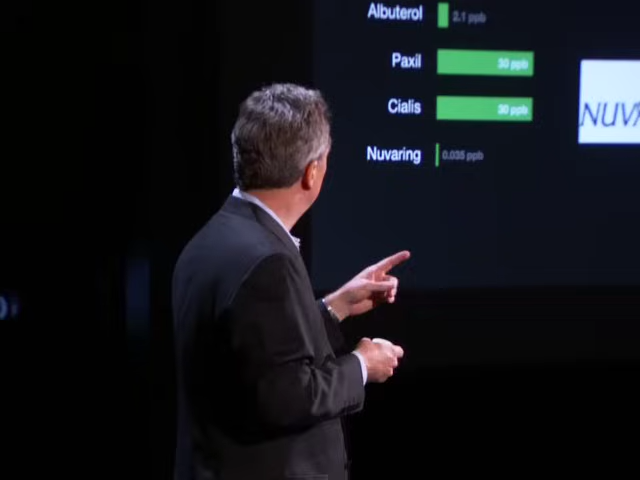 Albuterol 2.1 ppb
Paxil 30 ppb
Cialis 30 ppb
NUV
Nuvaring 0.035 ppb